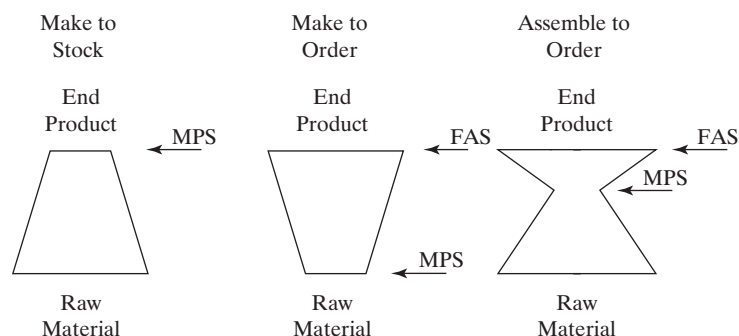 Make to
Stock
End
Product
MPS
Raw
Material
Make to
Order
End
Product
FAS
MPS
Raw
Material
Assemble to
Order
End
Product
FAS
MPS
Raw
Material